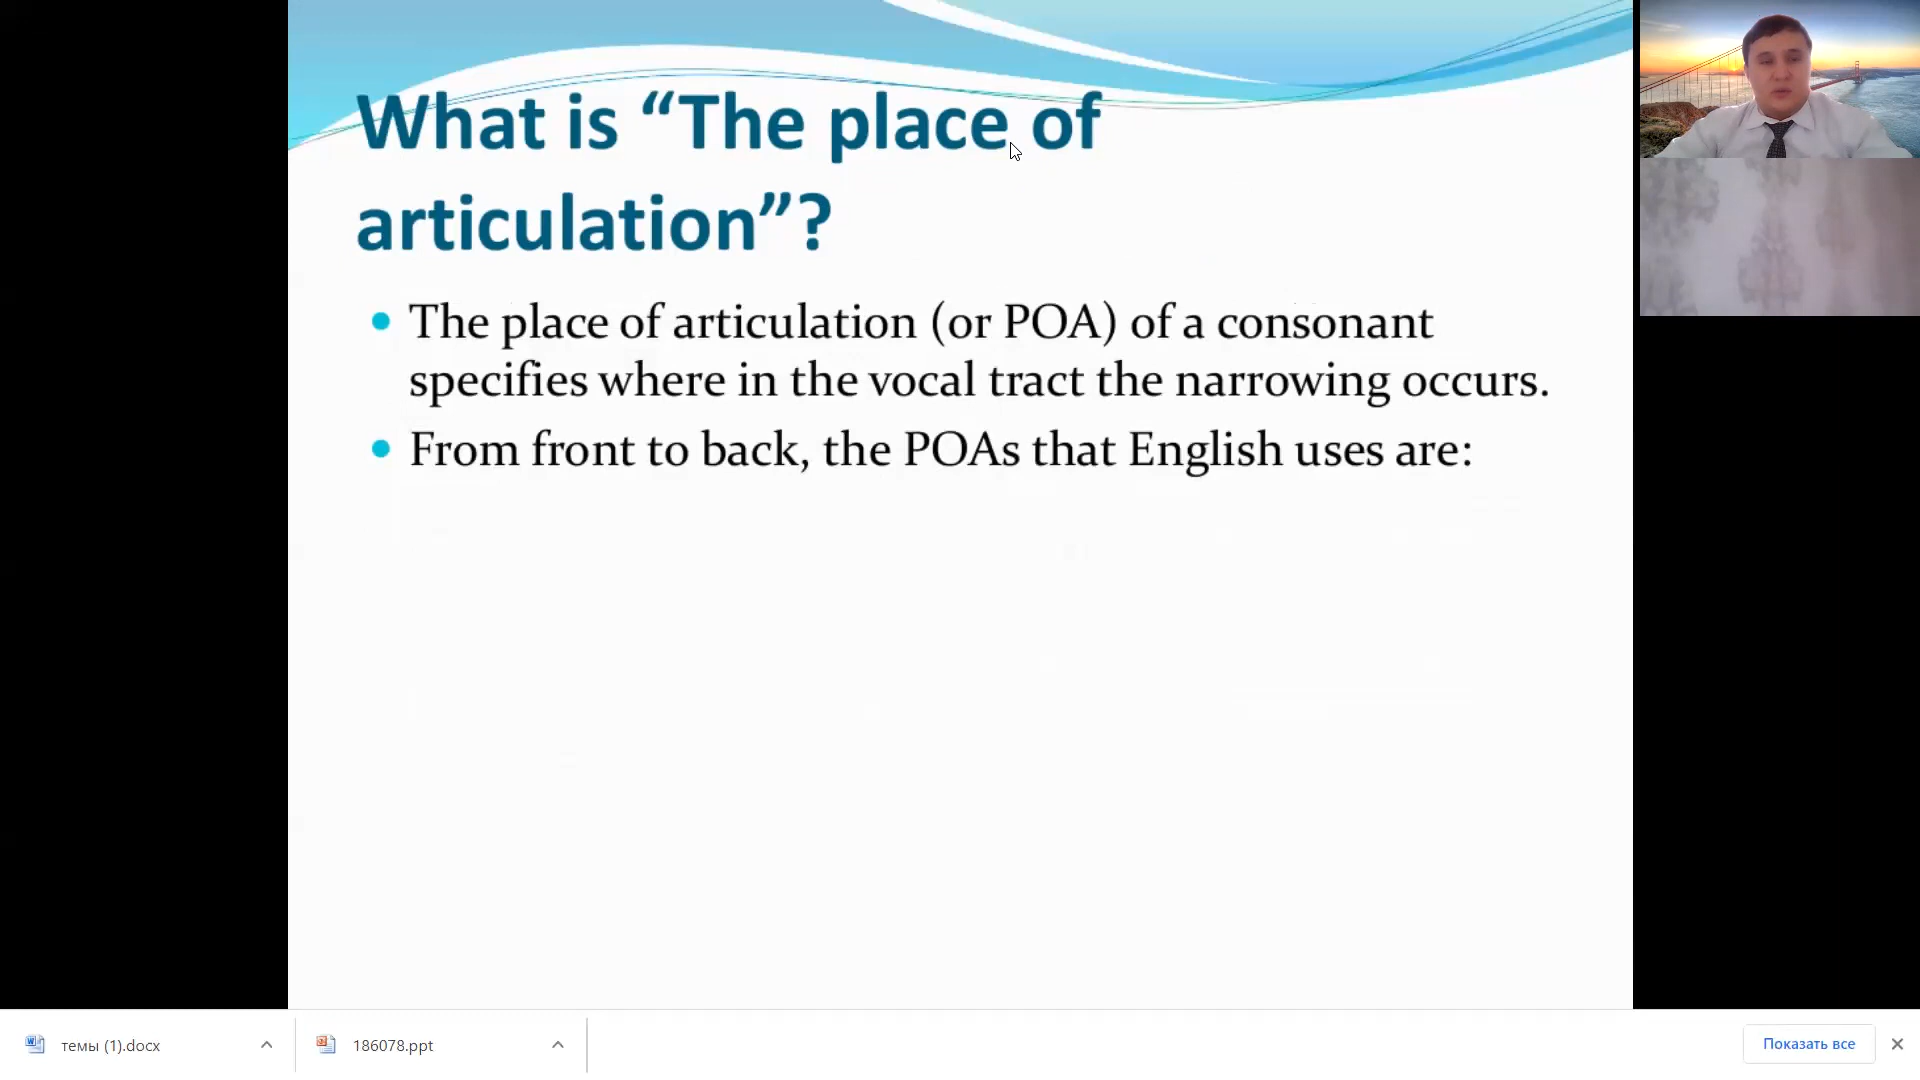 What is “The place of
articulation”?
• The place of articulation (or POA) of a consonant
specifies where in the vocal tract the narrowing occurs.
• From front to back, the POAs that English uses are:
темы (1).docx
186078.ppt
Показать все